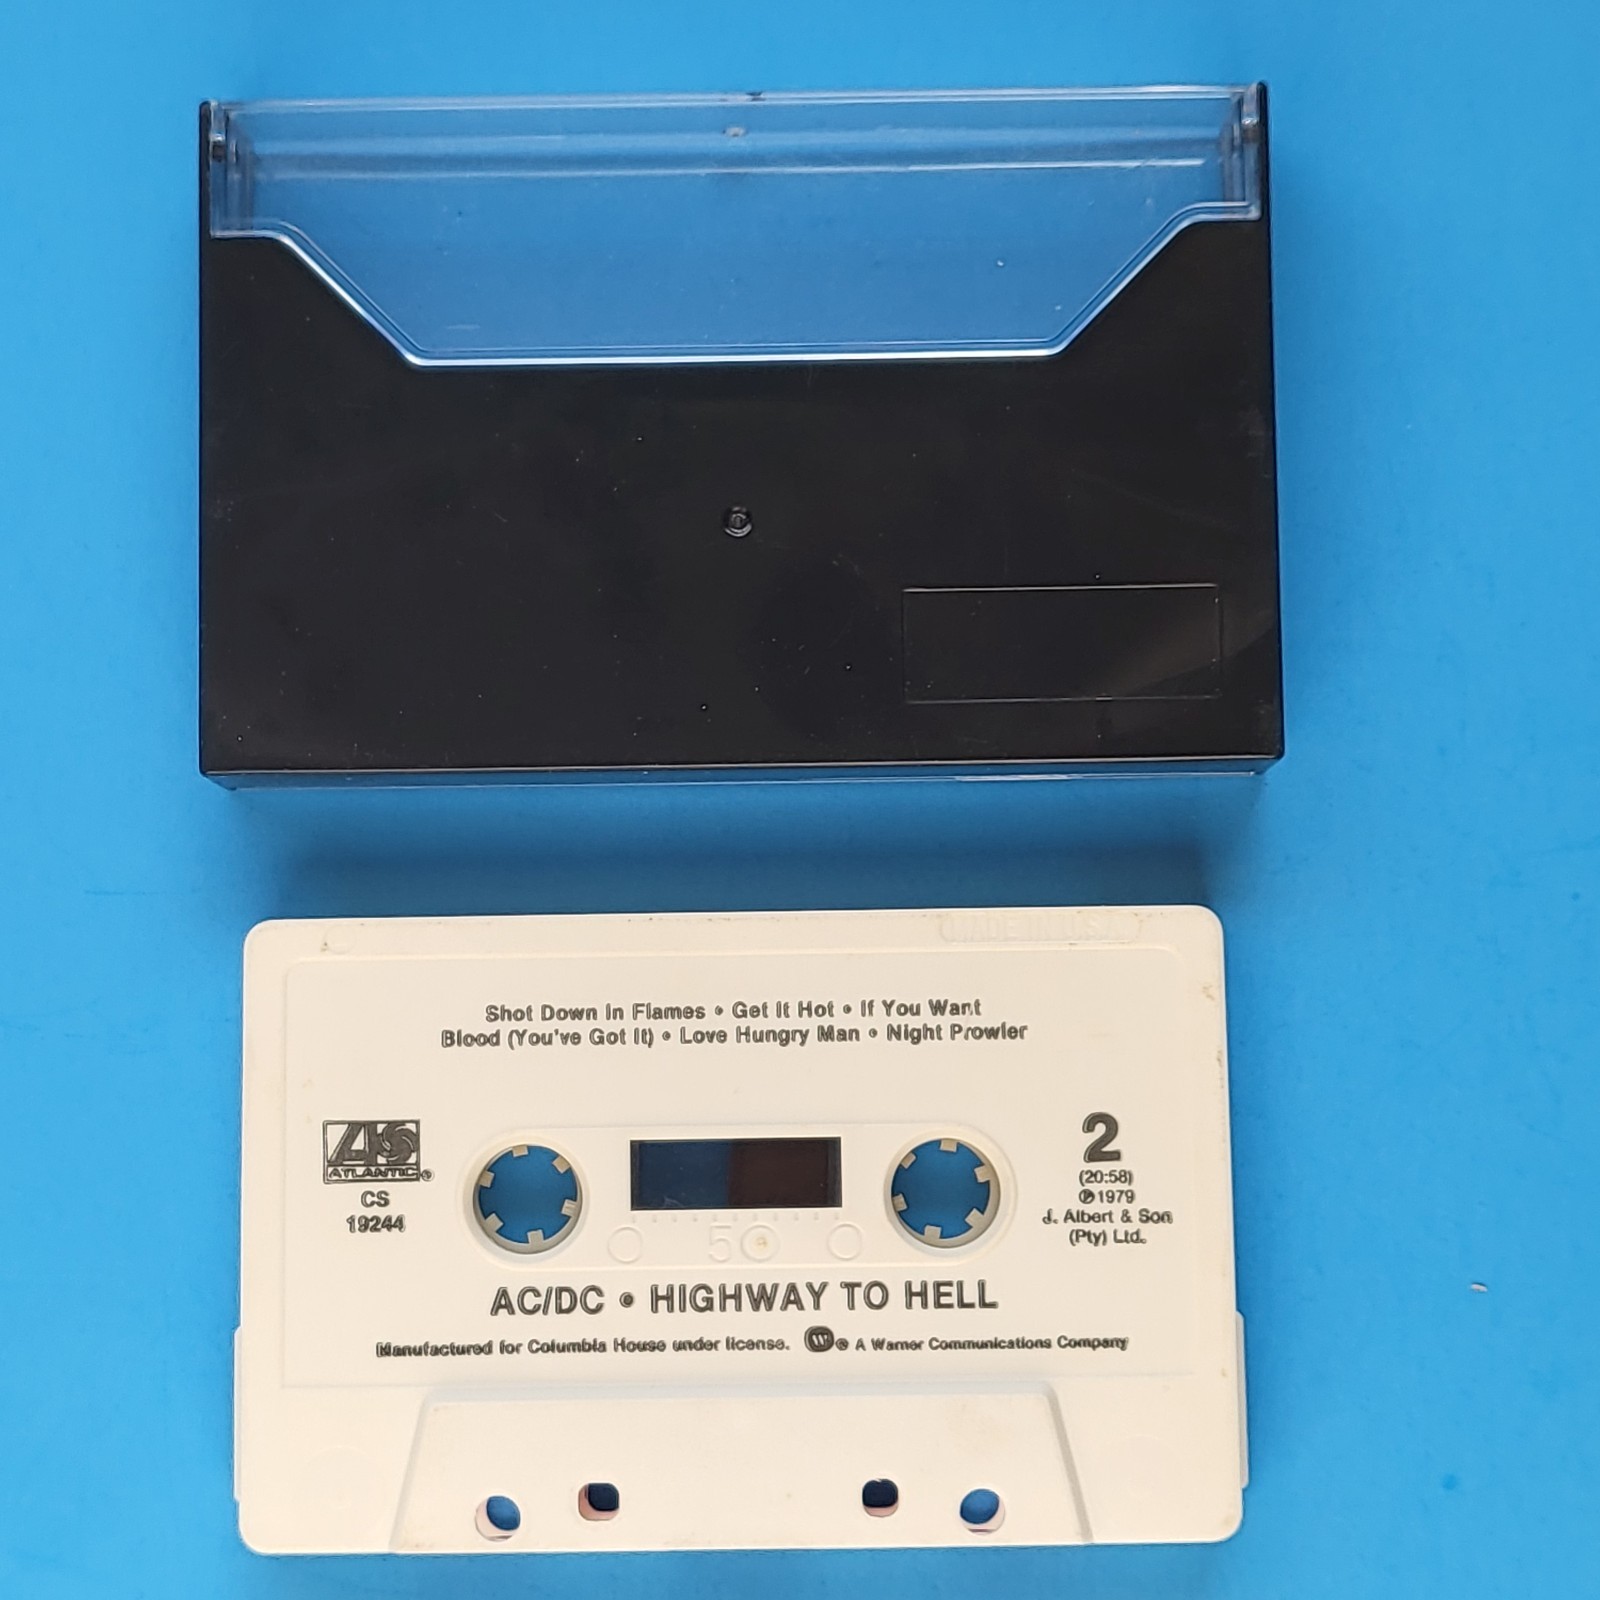 MADE IN U.S.A.
Shot Down In Flames • Get It Hot • If You Want
Blood (You've Got It) • Love Hungry Man • Night Prowler
ATLANTIC®
CS
19244
2
(20:58)
℗ 1979
J. Albert & Son
(Pty) Ltd.
50
AC/DC • HIGHWAY TO HELL
Manufactured for Columbia House under license. W® A Warner Communications Company